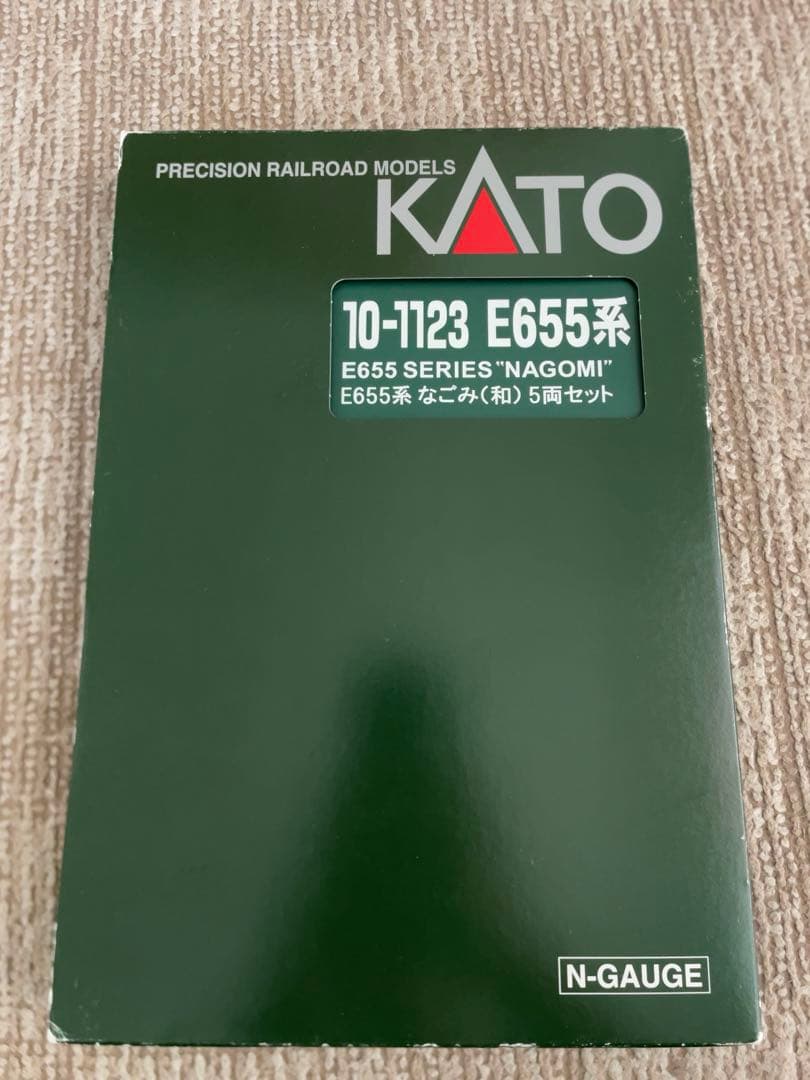 PRECISION RAILROAD MODELS
KATO
10-1123 E655系
E655 SERIES "NAGOMI"
E655系 なごみ(和) 5両セット
N-GAUGE